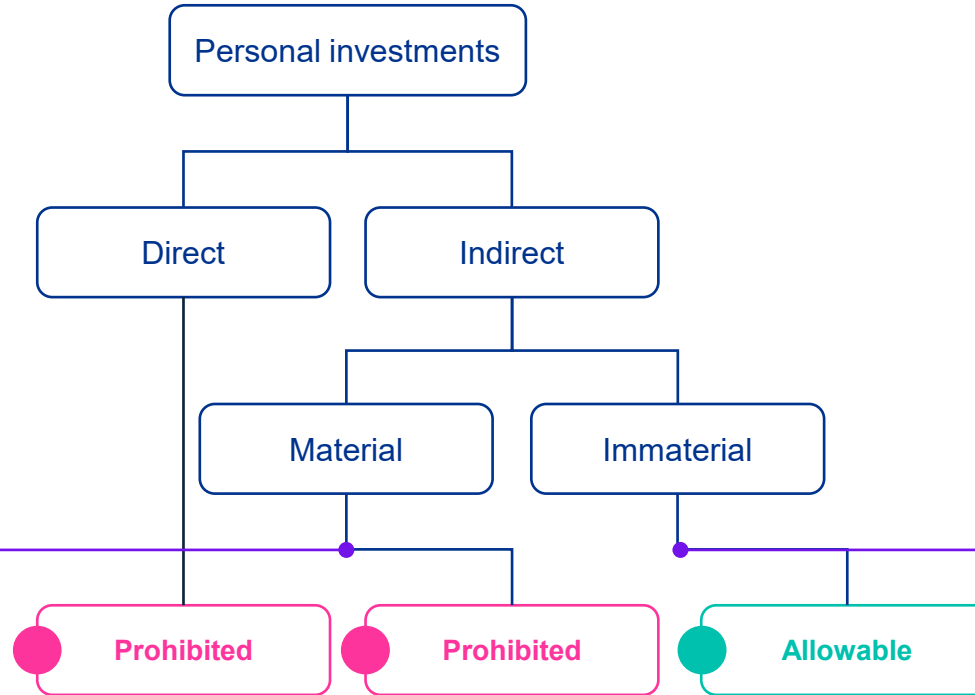 Personal investments
Direct
Indirect
Material
Immaterial
Prohibited
Prohibited
Allowable